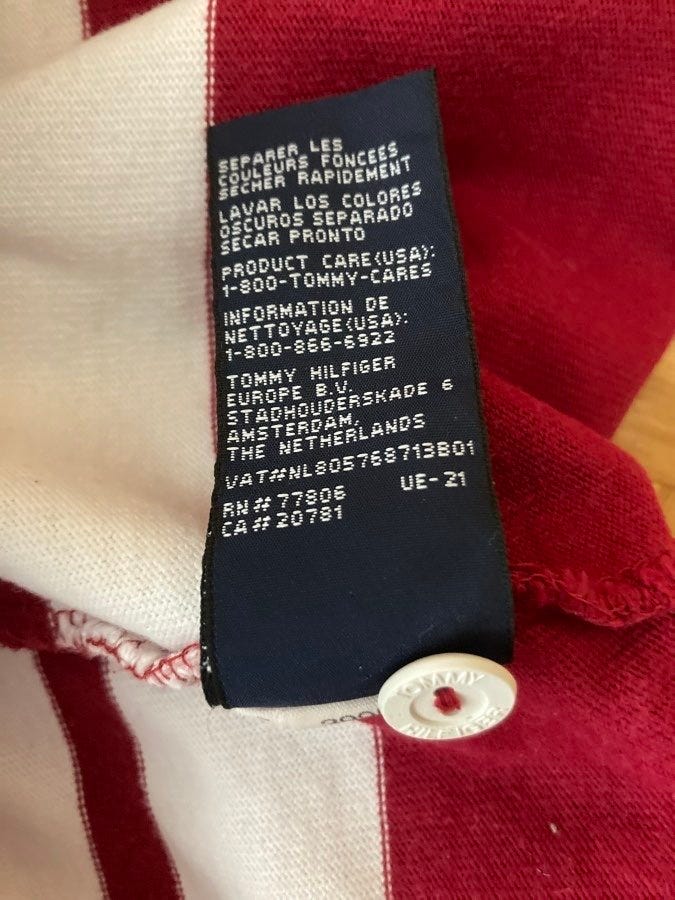 SEPARER LES
COULEURS FONCEES
SECHER RAPIDEMENT
LAVAR LOS COLORES
OSCUROS SEPARADO
SECAR PRONTO
PRODUCT CARE(USA):
1-800-TOMMY-CARES
INFORMATION DE
NETTOYAGE(USA):
1-800-866-6922
TOMMY HILFIGER
EUROPE B.V.
STADHOUDERSKADE 6
AMSTERDAM,
THE NETHERLANDS
VAT#NL805768713B01
RN# 77806 UE-21
CA# 20781
TOMMY
HILFIGER